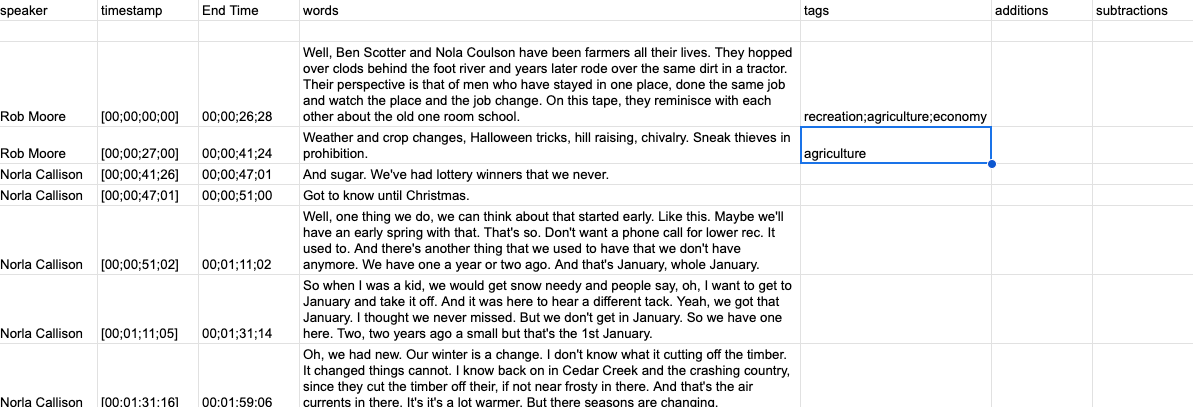 speaker timestamp End Time words tags additions subtractions
Well, Ben Scotter and Nola Coulson have been farmers all their lives. They hopped
over clods behind the foot river and years later rode over the same dirt in a tractor.
Their perspective is that of men who have stayed in one place, done the same job
and watch the place and the job change. On this tape, they reminisce with each
Rob Moore [00;00;00;00] 00;00;26;28 other about the old one room school. recreation;agriculture;economy
Weather and crop changes, Halloween tricks, hill raising, chivalry. Sneak thieves in
Rob Moore [00;00;27;00] 00;00;41;24 prohibition. agriculture
Norla Callison [00;00;41;26] 00;00;47;01 And sugar. We've had lottery winners that we never.
Norla Callison [00;00;47;01] 00;00;51;00 Got to know until Christmas.
Well, one thing we do, we can think about that started early. Like this. Maybe we'll
have an early spring with that. That's so. Don't want a phone call for lower rec. It
used to. And there's another thing that we used to have that we don't have
Norla Callison [00;00;51;02] 00;01;11;02 anymore. We have one a year or two ago. And that's January, whole January.
So when I was a kid, we would get snow needy and people say, oh, I want to get to
January and take it off. And it was here to hear a different tack. Yeah, we got that
January. I thought we never missed. But we don't get in January. So we have one
Norla Callison [00;01;11;05] 00;01;31;14 here. Two, two years ago a small but that's the 1st January.
Oh, we had new. Our winter is a change. I don't know what it cutting off the timber.
It changed things cannot. I know back on in Cedar Creek and the crashing country,
since they cut the timber off their, if not near frosty in there. And that's the air
Norla Callison [00:01:31:16] 00:01:59:06 currents in there. It's it's a lot warmer. But there seasons are changing.